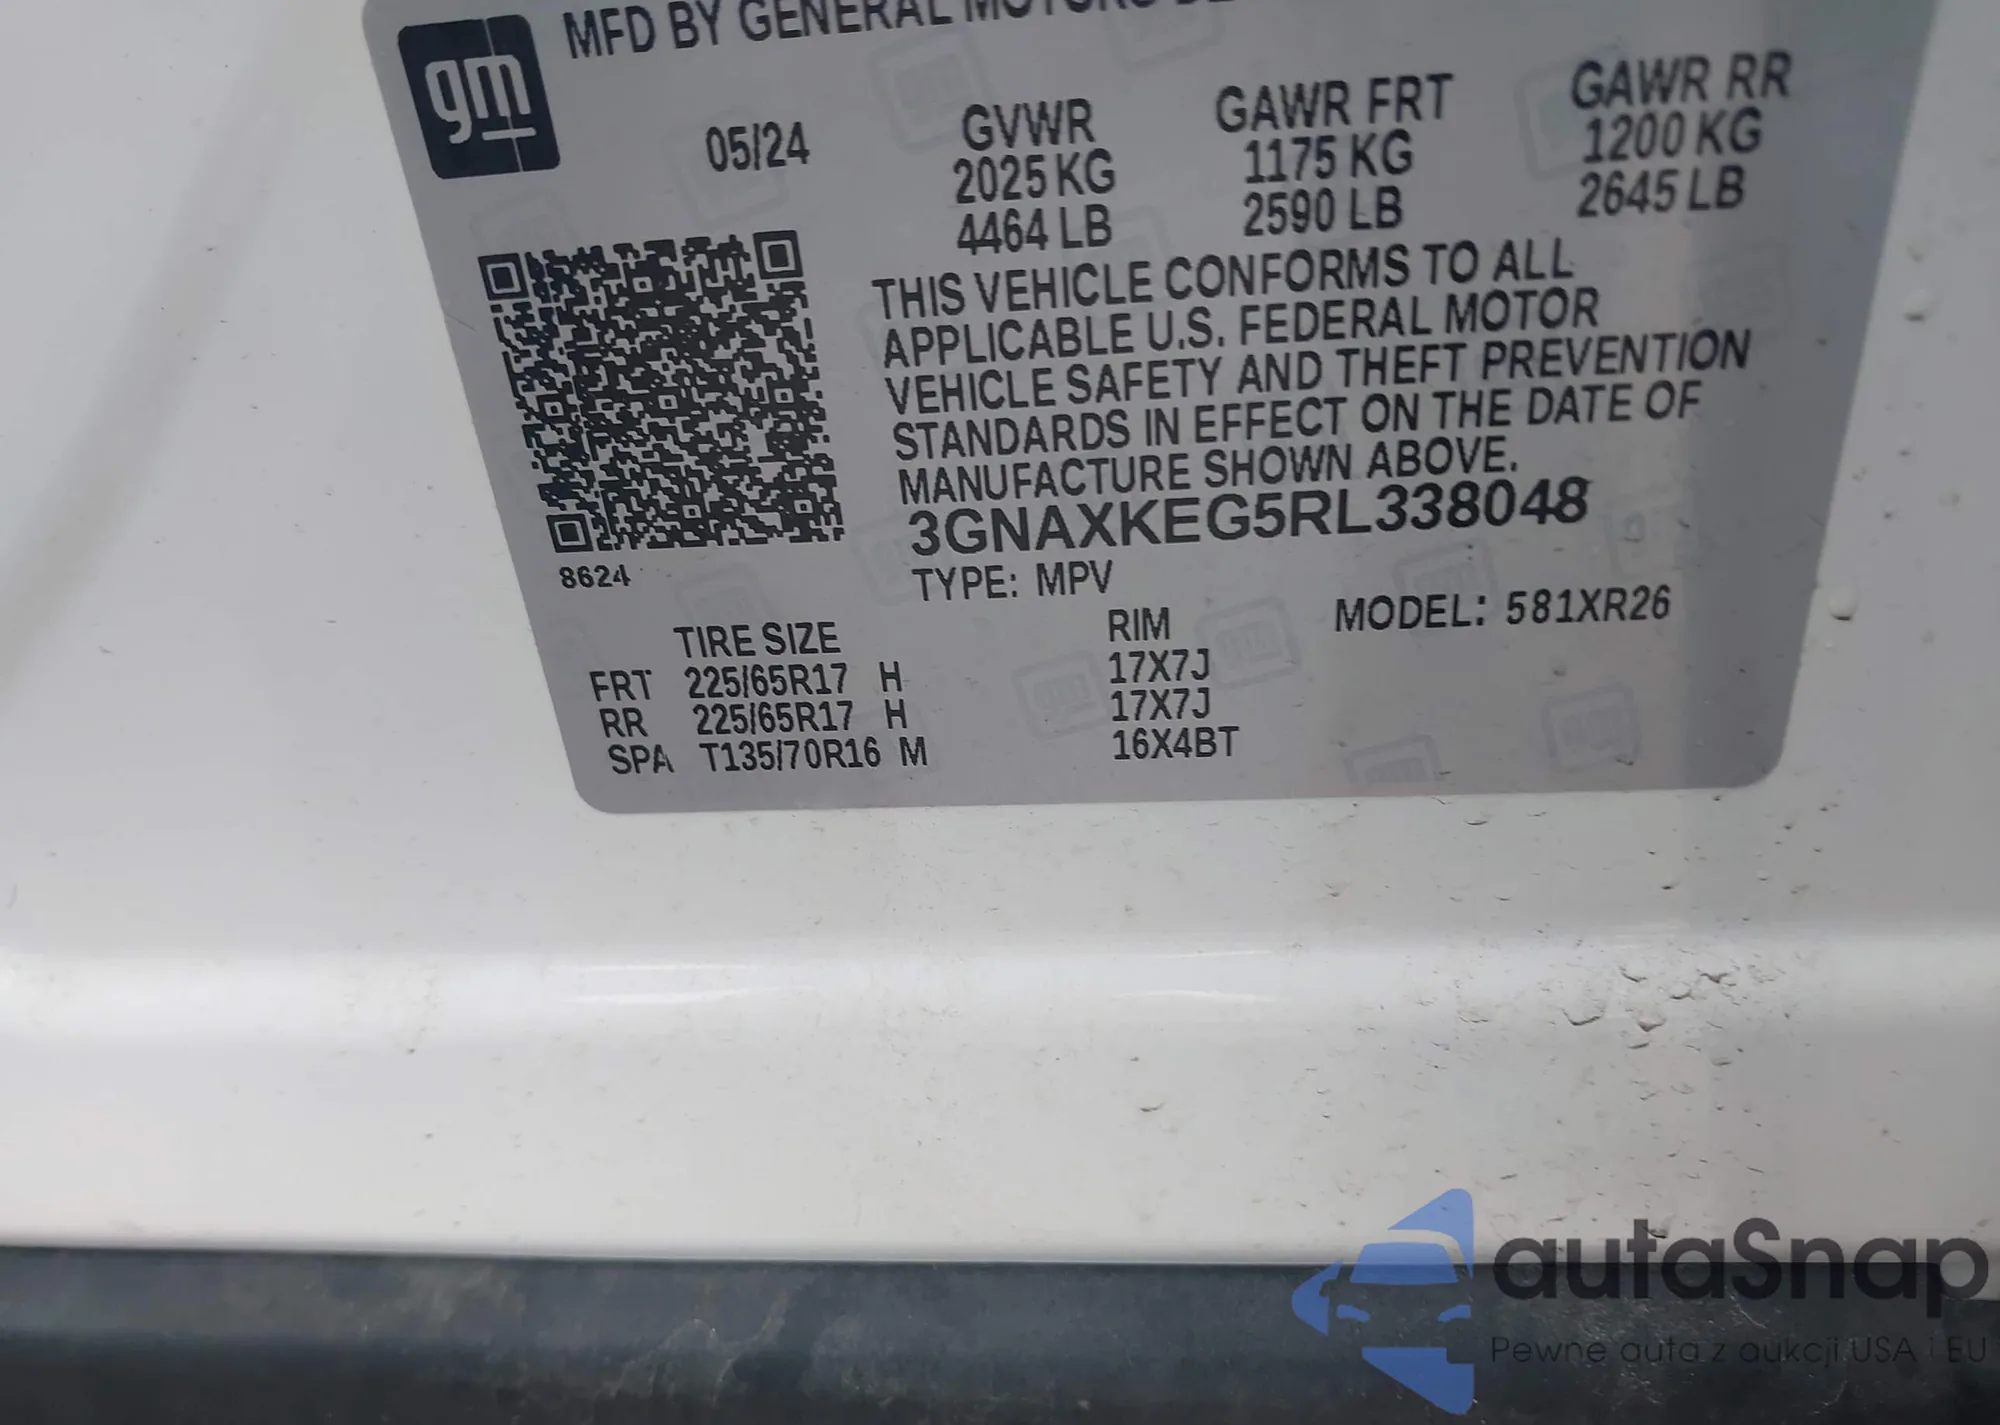 gm
MFD BY GENERAL MOTORS
05/24
GVWR
2025 KG
4464 LB
GAWR FRT
1175 KG
2590 LB
GAWR RR
1200 KG
2645 LB
THIS VEHICLE CONFORMS TO ALL
APPLICABLE U.S. FEDERAL MOTOR
VEHICLE SAFETY AND THEFT PREVENTION
STANDARDS IN EFFECT ON THE DATE OF
MANUFACTURE SHOWN ABOVE.
3GNAXKEG5RL338048
8624
TYPE: MPV
MODEL: 581XR26
TIRE SIZE RIM
FRT 225/65R17 H 17X7J
RR 225/65R17 H 17X7J
SPA T135/70R16 M 16X4BT
autaSnap
Pewne auta z aukcji USA i EU